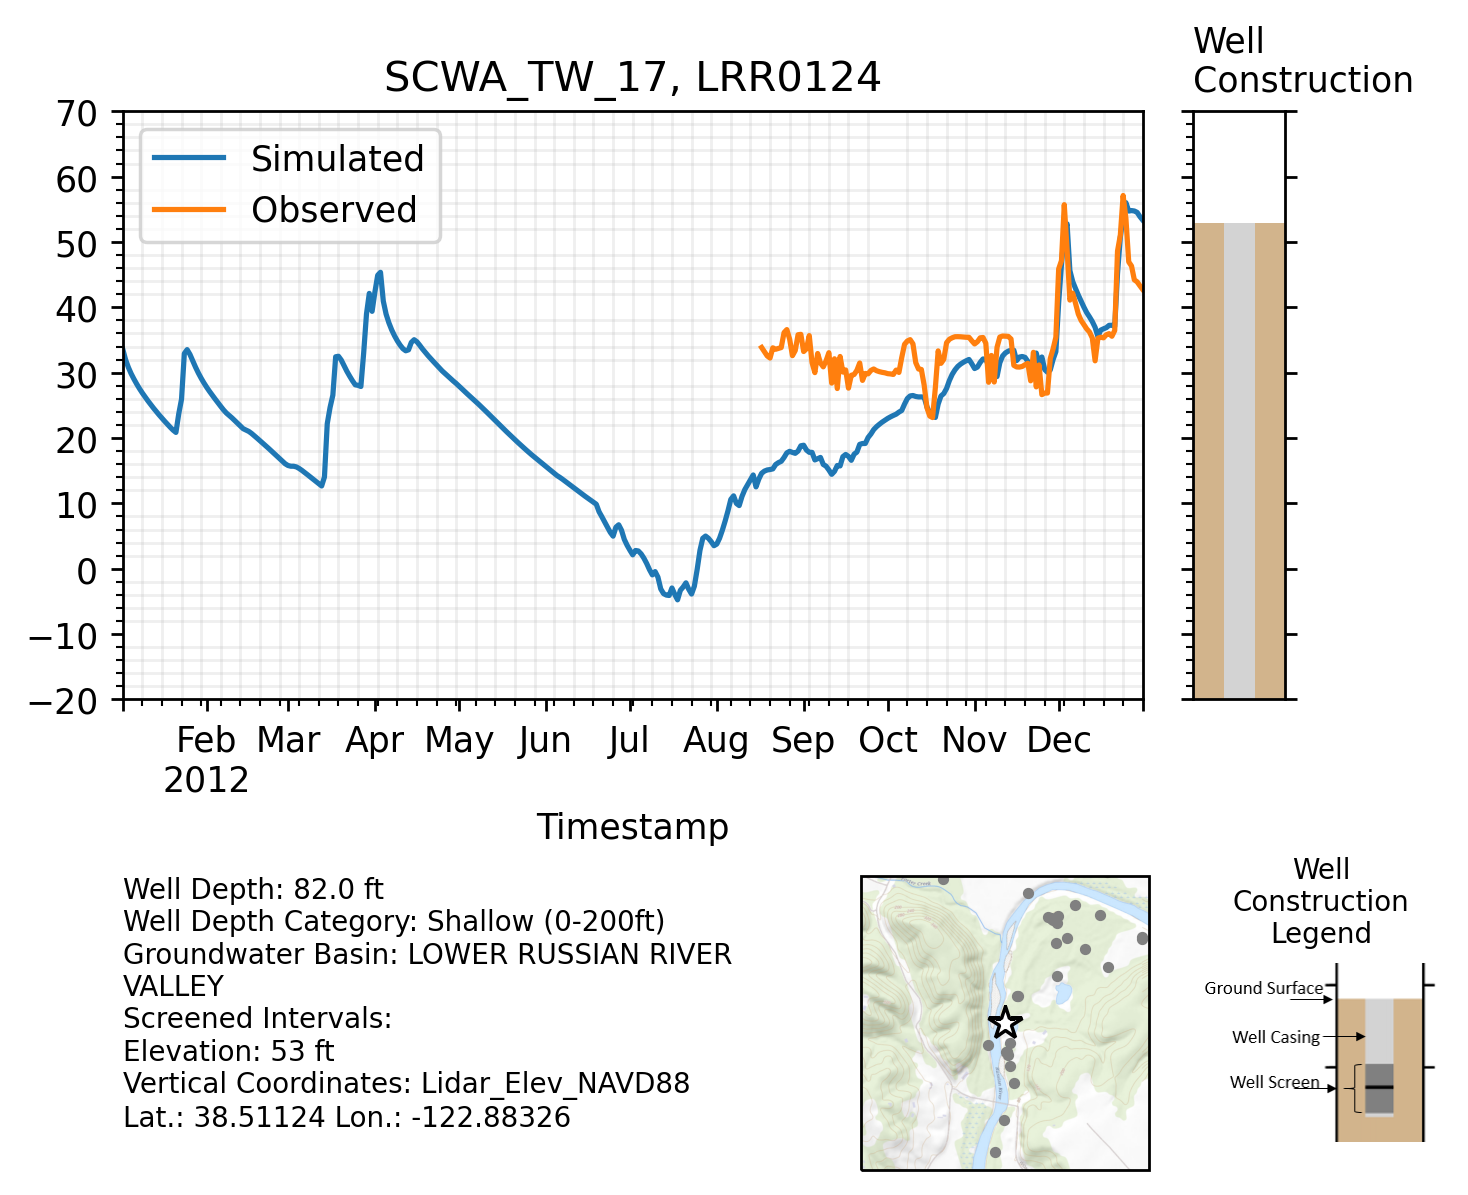 Well
Construction
SCWA_TW_17, LRR0124
70
60
50
40
30
20
10
0
−10
−20
Simulated
Observed
Feb Mar Apr May Jun Jul Aug Sep Oct Nov Dec
2012
Timestamp
Well Depth: 82.0 ft
Well Depth Category: Shallow (0-200ft)
Groundwater Basin: LOWER RUSSIAN RIVER
VALLEY
Screened Intervals:
Elevation: 53 ft
Vertical Coordinates: Lidar_Elev_NAVD88
Lat.: 38.51124 Lon.: -122.88326
Well
Construction
Legend
Ground Surface
Well Casing
Well Screen